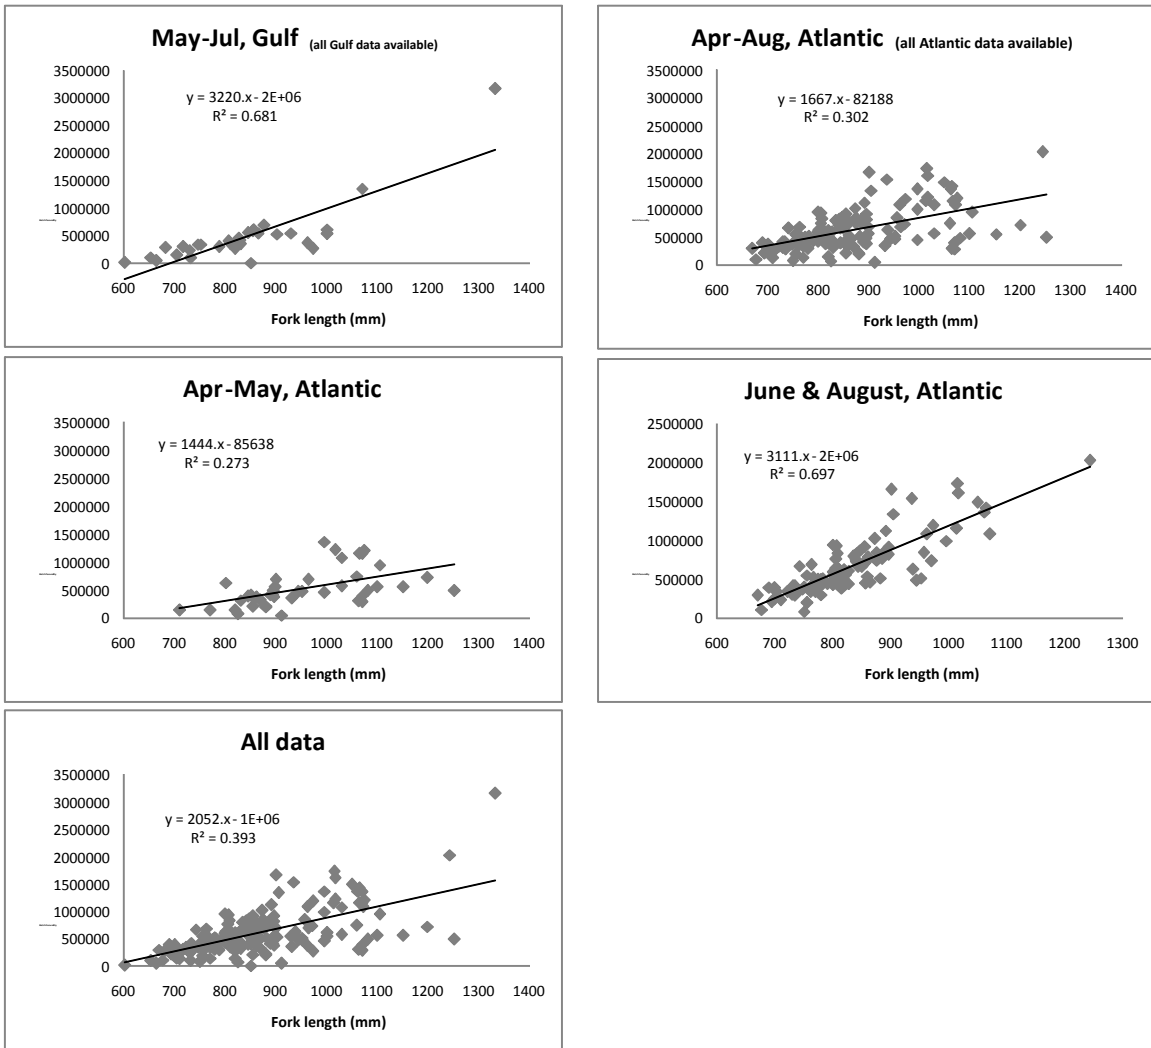 May-Jul, Gulf (all Gulf data available)
3500000
3000000
2500000
2000000
1500000
1000000
500000
0
y = 3220.x - 2E+06
R² = 0.681
600 700 800 900 1000 1100 1200 1300 1400
Fork length (mm)
Apr-Aug, Atlantic (all Atlantic data available)
3500000
3000000
2500000
2000000
1500000
1000000
500000
0
y = 1667.x - 82188
R² = 0.302
600 700 800 900 1000 1100 1200 1300 1400
Fork length (mm)
Apr-May, Atlantic
3500000
3000000
2500000
2000000
1500000
1000000
500000
0
y = 1444.x - 85638
R² = 0.273
600 700 800 900 1000 1100 1200 1300 1400
Fork length (mm)
June & August, Atlantic
2500000
2000000
1500000
1000000
500000
0
y = 3111.x - 2E+06
R² = 0.697
600 700 800 900 1000 1100 1200 1300
Fork length (mm)
All data
3500000
3000000
2500000
2000000
1500000
1000000
500000
0
y = 2052.x - 1E+06
R² = 0.393
600 700 800 900 1000 1100 1200 1300 1400
Fork length (mm)